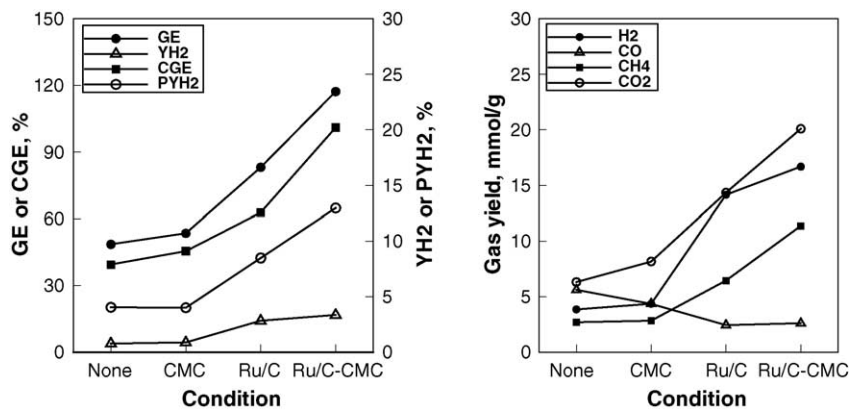 150
120
90
60
30
0
GE or CGE, %
GE
YH2
CGE
PYH2
30
25
20
15
10
5
0
YH2 or PYH2, %
None CMC Ru/C Ru/C-CMC
Condition
30
25
20
15
10
5
0
Gas yield, mmol/g
H2
CO
CH4
CO2
None CMC Ru/C Ru/C-CMC
Condition